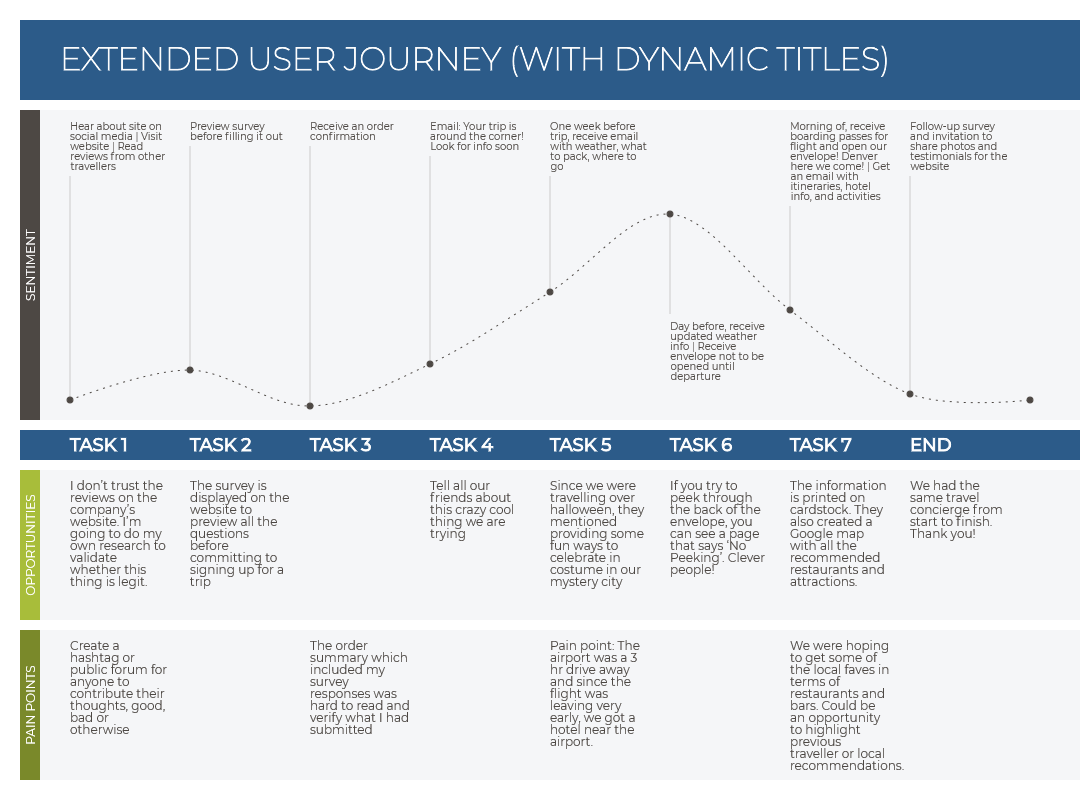 EXTENDED USER JOURNEY (WITH DYNAMIC TITLES)
SENTIMENT
Hear about site on
social media | Visit
website | Read
reviews from other
travellers
Preview survey
before filling it out
Receive an order
confirmation
Email: Your trip is
around the corner!
Look for info soon
One week before
trip, receive email
with weather, what
to pack, where to
go
Day before, receive
updated weather
info | Receive
envelope not to be
opened until
departure
Morning of, receive
boarding passes for
flight and open our
envelope! Denver
here we come! | Get
an email with
itineraries, hotel
info, and activities
Follow-up survey
and invitation to
share photos and
testimonials for the
website
TASK 1
TASK 2
TASK 3
TASK 4
TASK 5
TASK 6
TASK 7
END
OPPORTUNITIES
I don’t trust the
reviews on the
company’s
website. I’m
going to do my
own research to
validate
whether this
thing is legit.
The survey is
displayed on the
website to
preview all the
questions
before
committing to
signing up for a
trip
Tell all our
friends about
this crazy cool
thing we are
trying
Since we were
travelling over
halloween, they
mentioned
providing some
fun ways to
celebrate in
costume in our
mystery city
If you try to
peek through
the back of the
envelope, you
can see a page
that says ‘No
Peeking’. Clever
people!
The information
is printed on
cardstock. They
also created a
Google map
with all the
recommended
restaurants and
attractions.
We had the
same travel
concierge from
start to finish.
Thank you!
PAIN POINTS
Create a
hashtag or
public forum for
anyone to
contribute their
thoughts, good,
bad or
otherwise
The order
summary which
included my
survey
responses was
hard to read and
verify what I had
submitted
Pain point: The
airport was a 3
hr drive away
and since the
flight was
leaving very
early, we got a
hotel near the
airport.
We were hoping
to get some of
the local faves in
terms of
restaurants and
bars. Could be
an opportunity
to highlight
previous
traveller or local
recommendations.